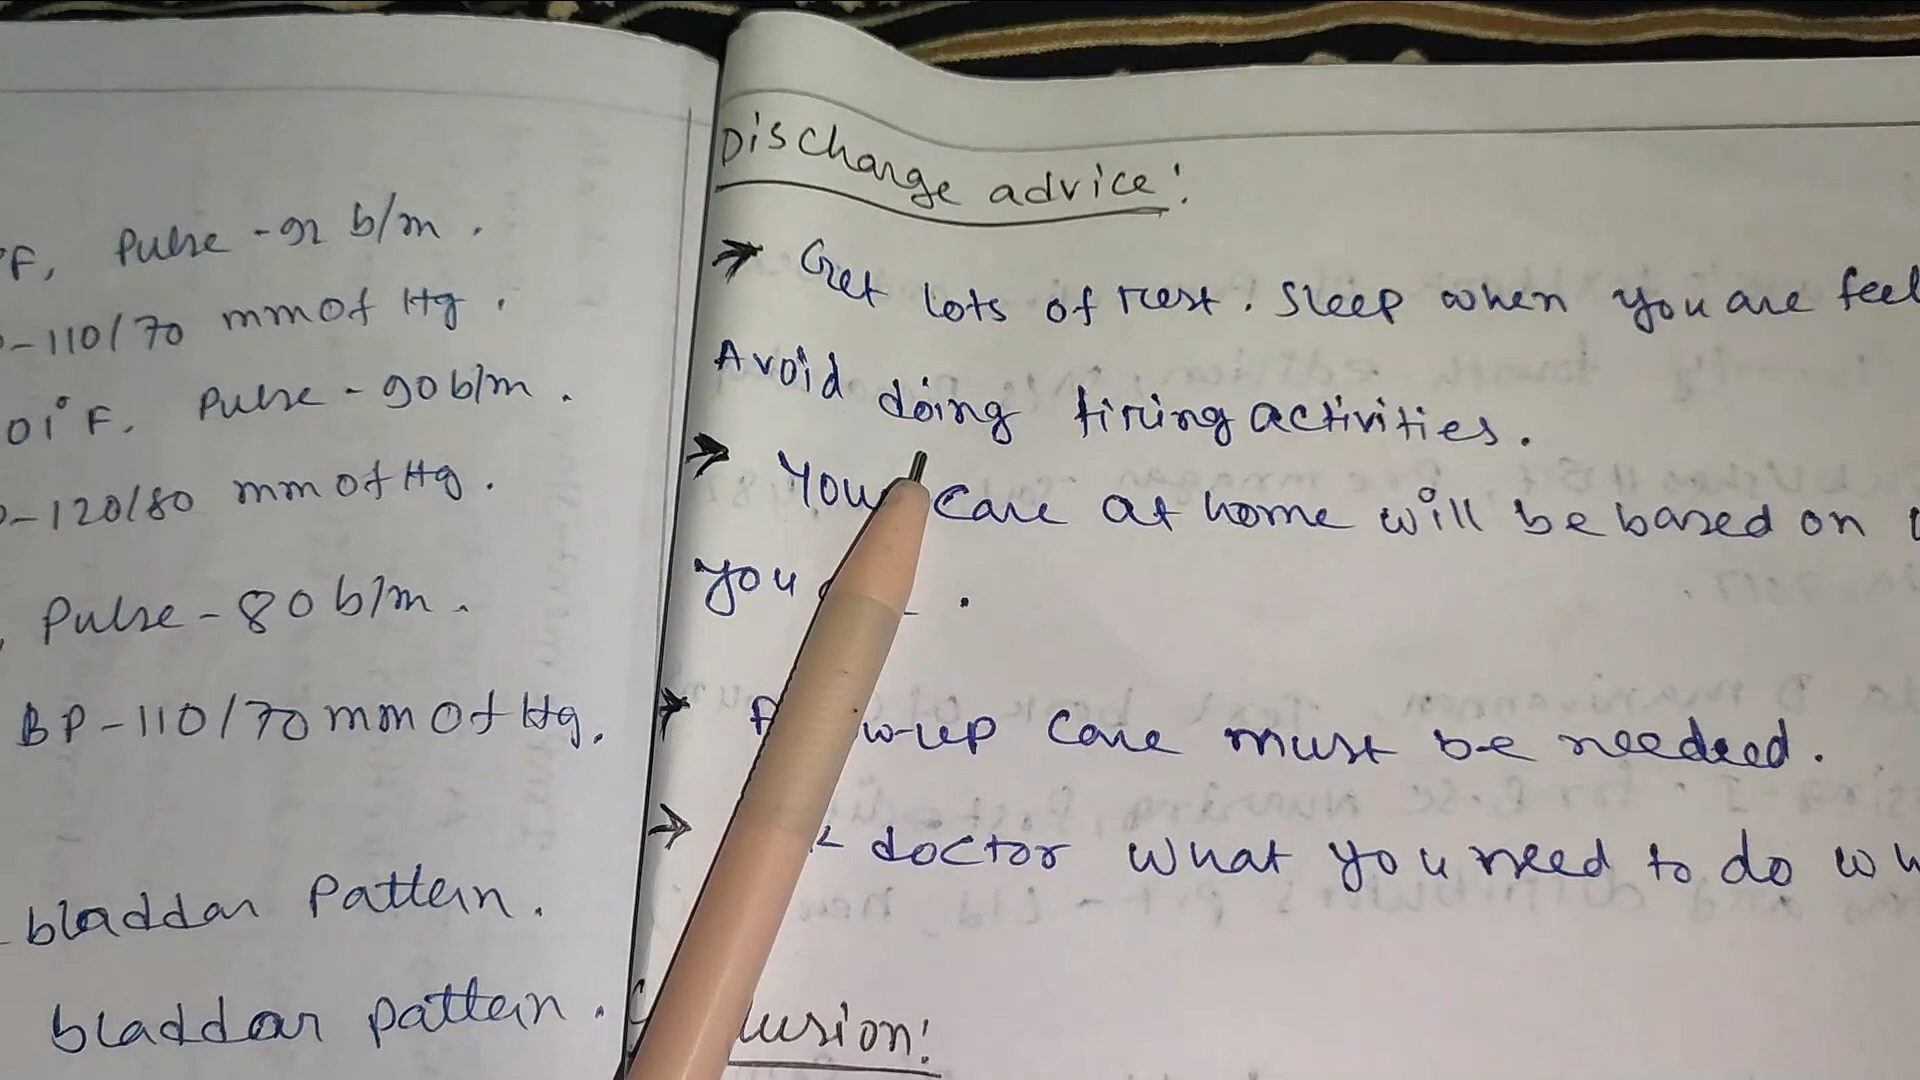 °F, Pulse - 92 b/m.
- 110/70 mm of Hg.
01°F. Pulse - 90 b/m.
- 120/80 mm of Hg.
Pulse - 80 b/m.
BP - 110/70 mm of Hg.
bladdar Pattern.
bladdar pattern.
Discharge advice:
→ Get lots of rest. Sleep when you are feel
Avoid doing tiring activities.
→ Your care at home will be based on
you .
→ up care must be needed.
→ doctor what you need to do